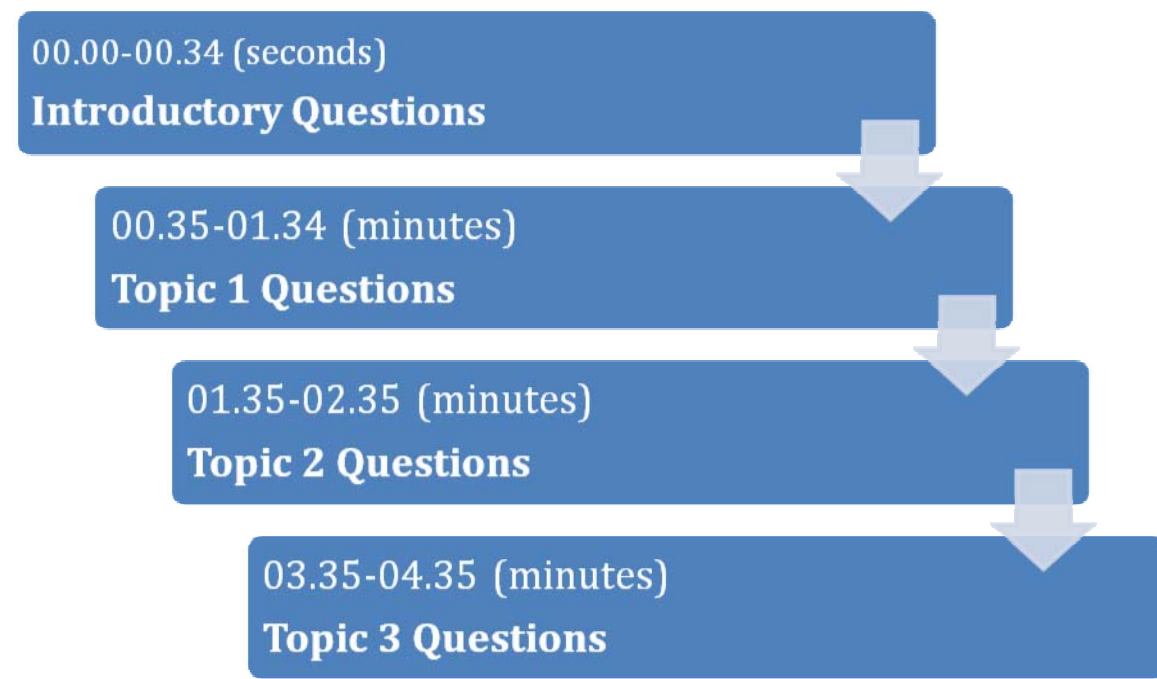 00.00-00.34 (seconds)
Introductory Questions
00.35-01.34 (minutes)
Topic 1 Questions
01.35-02.35 (minutes)
Topic 2 Questions
03.35-04.35 (minutes)
Topic 3 Questions